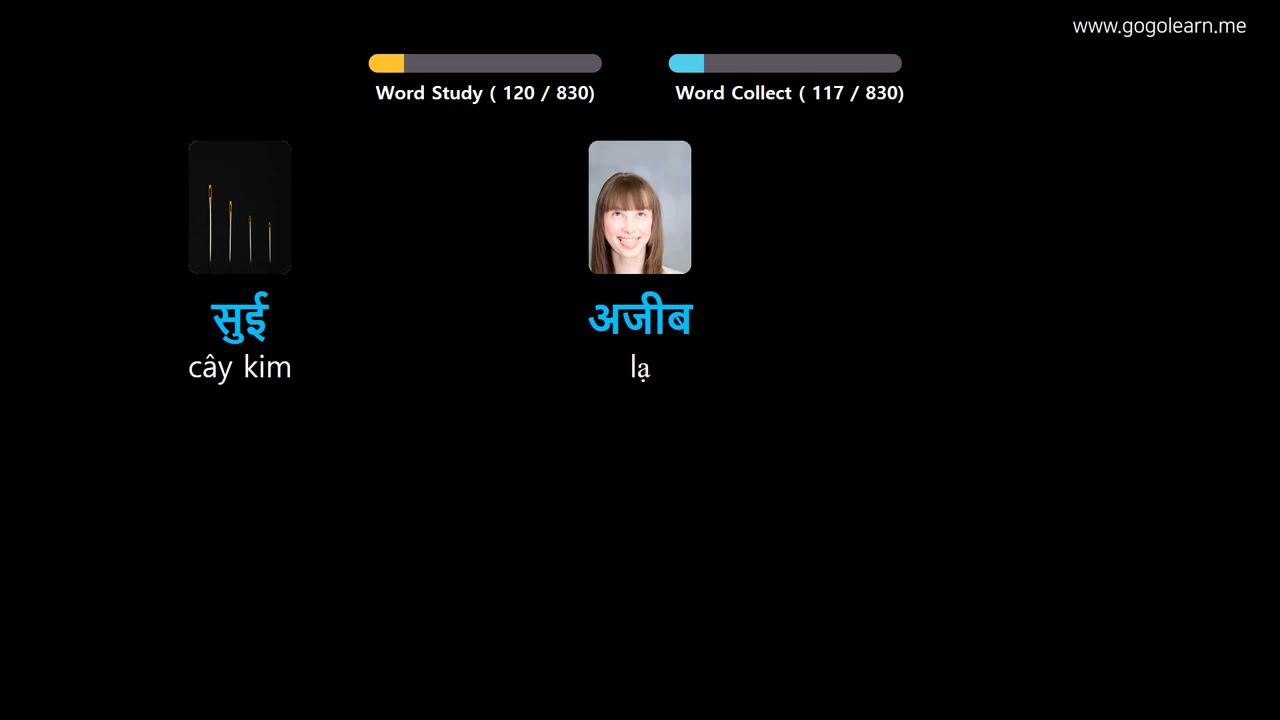 www.gogolearn.me
Word Study ( 120 / 830)
Word Collect ( 117 / 830)
सुई
cây kim
अजीब
lạ